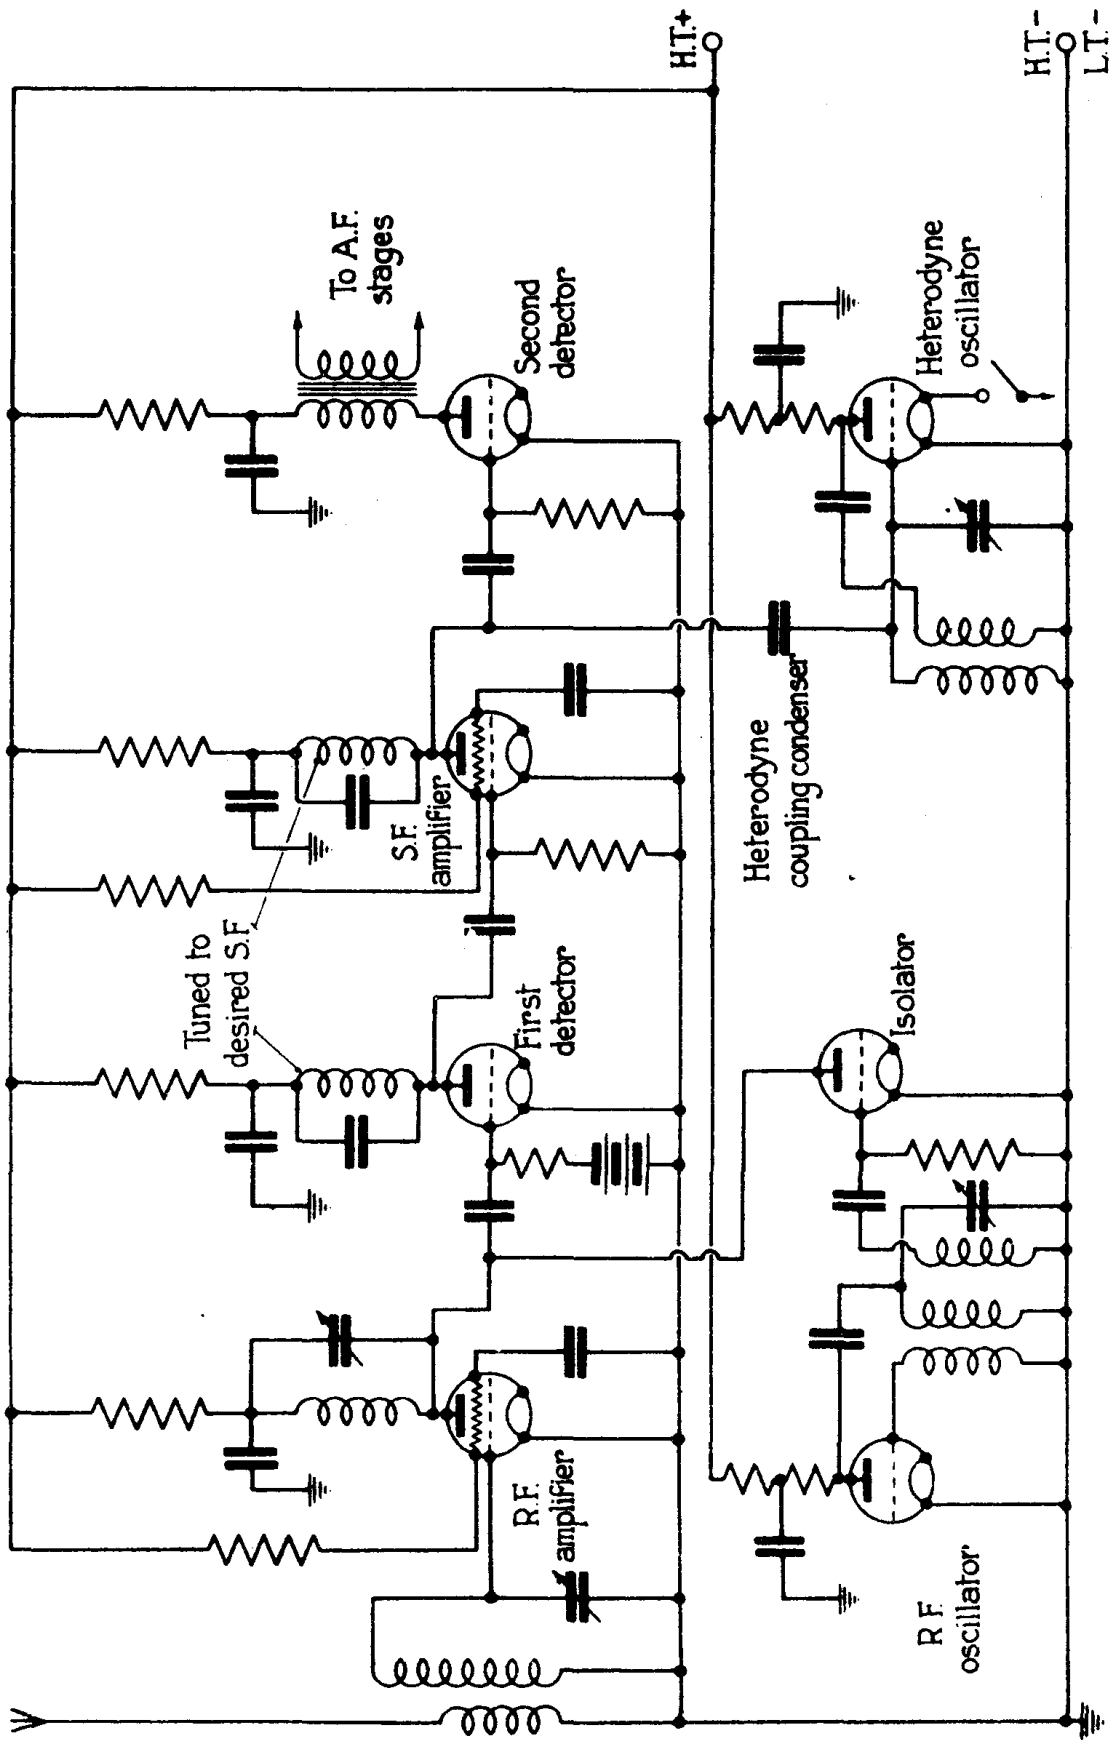 To A.F.
stages
Second
detector
Tuned to
desired S.F
S.F.
amplifier
First
detector
R.F.
amplifier
H.T.+
Heterodyne
coupling condenser
Heterodyne
oscillator
Isolator
R F.
oscillator
H.T.-
L.T.-